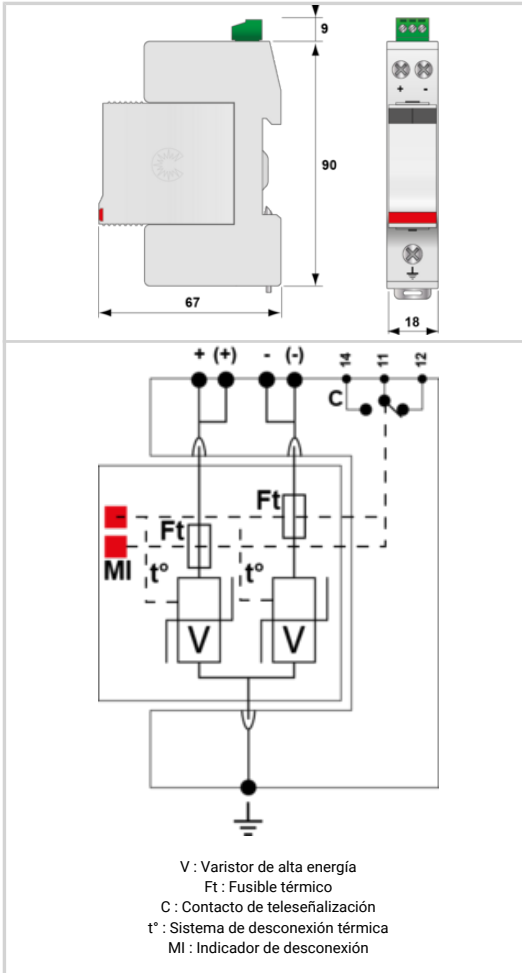 9
+ -
90
67
18
+ (+) - (-) 14 11 12
C
Ft
Ft
MI t° t°
V V
V : Varistor de alta energía
Ft : Fusible térmico
C : Contacto de teleseñalización
t° : Sistema de desconexión térmica
MI : Indicador de desconexión